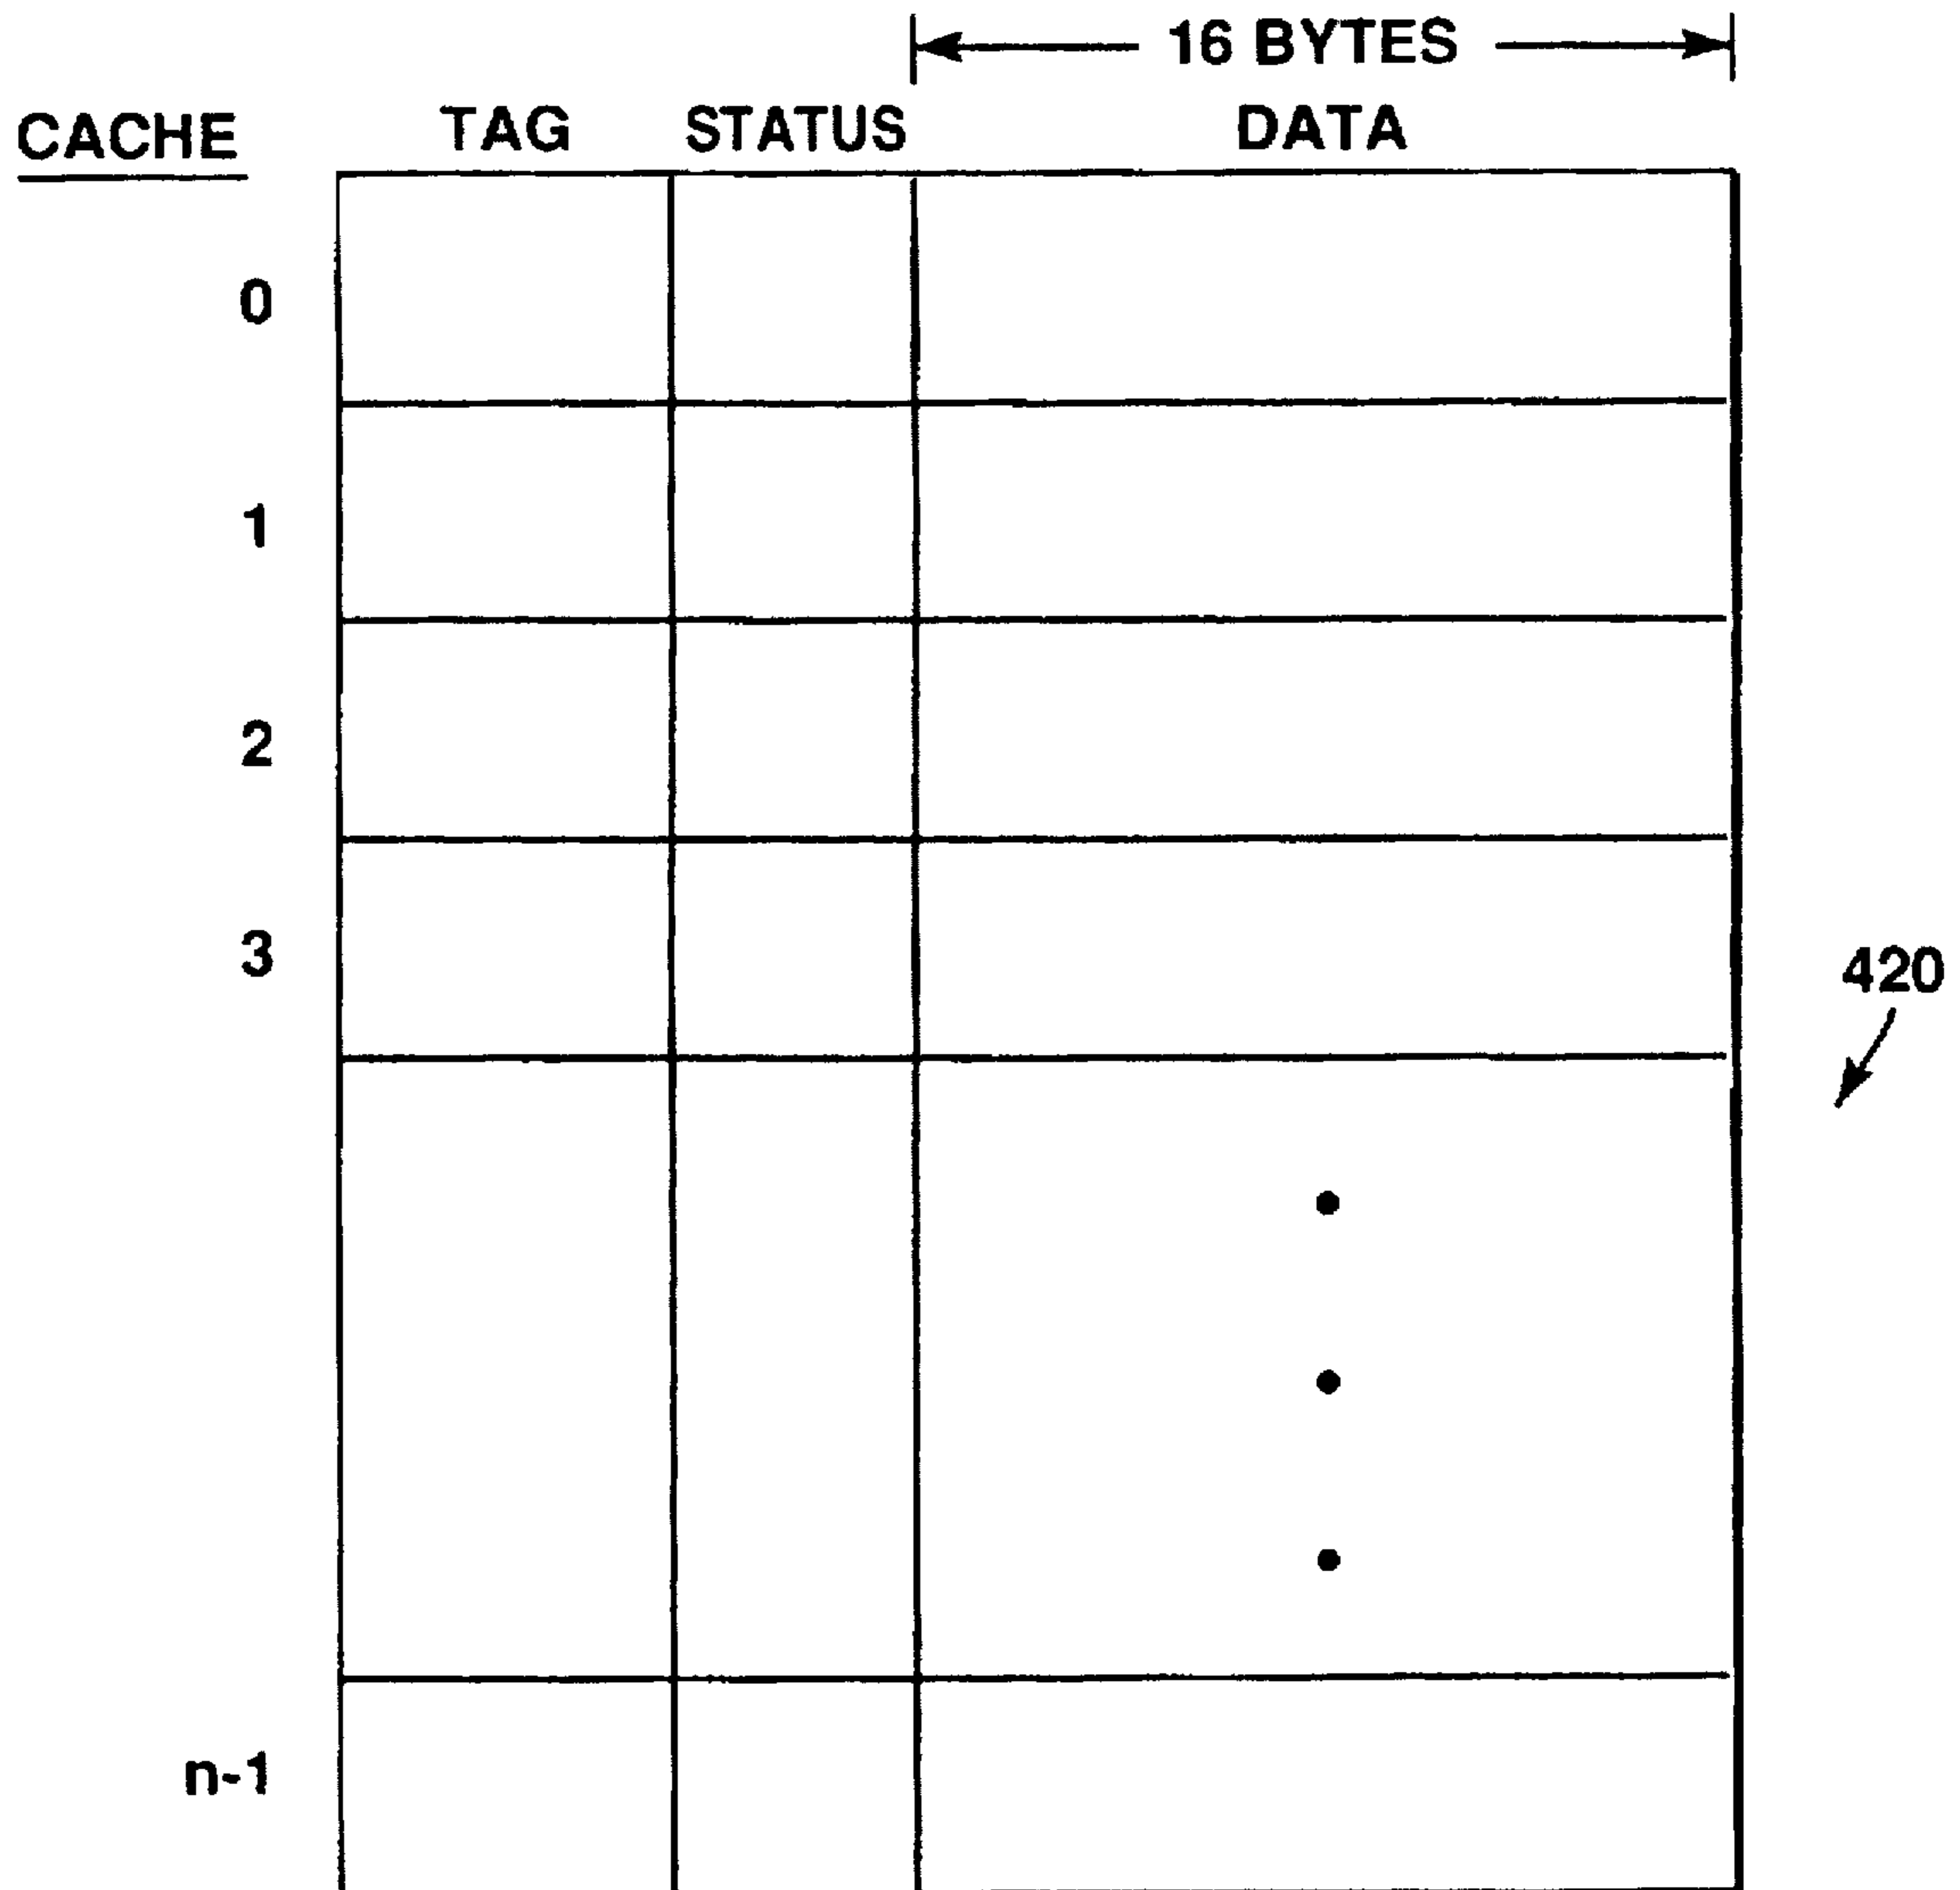 16 BYTES
CACHE TAG STATUS DATA
0
1
2
3
420
n-1